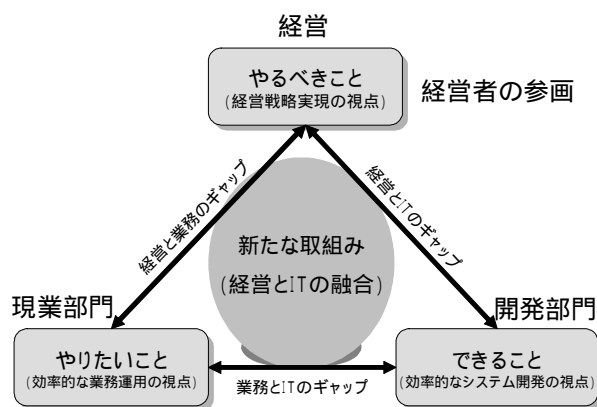 経営
やるべきこと
(経営戦略実現の視点)
経営者の参画
経営と業務のギャップ
経営とITのギャップ
新たな取組み
(経営とITの融合)
現業部門
開発部門
やりたいこと
(効率的な業務運用の視点)
できること
(効率的なシステム開発の視点)
業務とITのギャップ